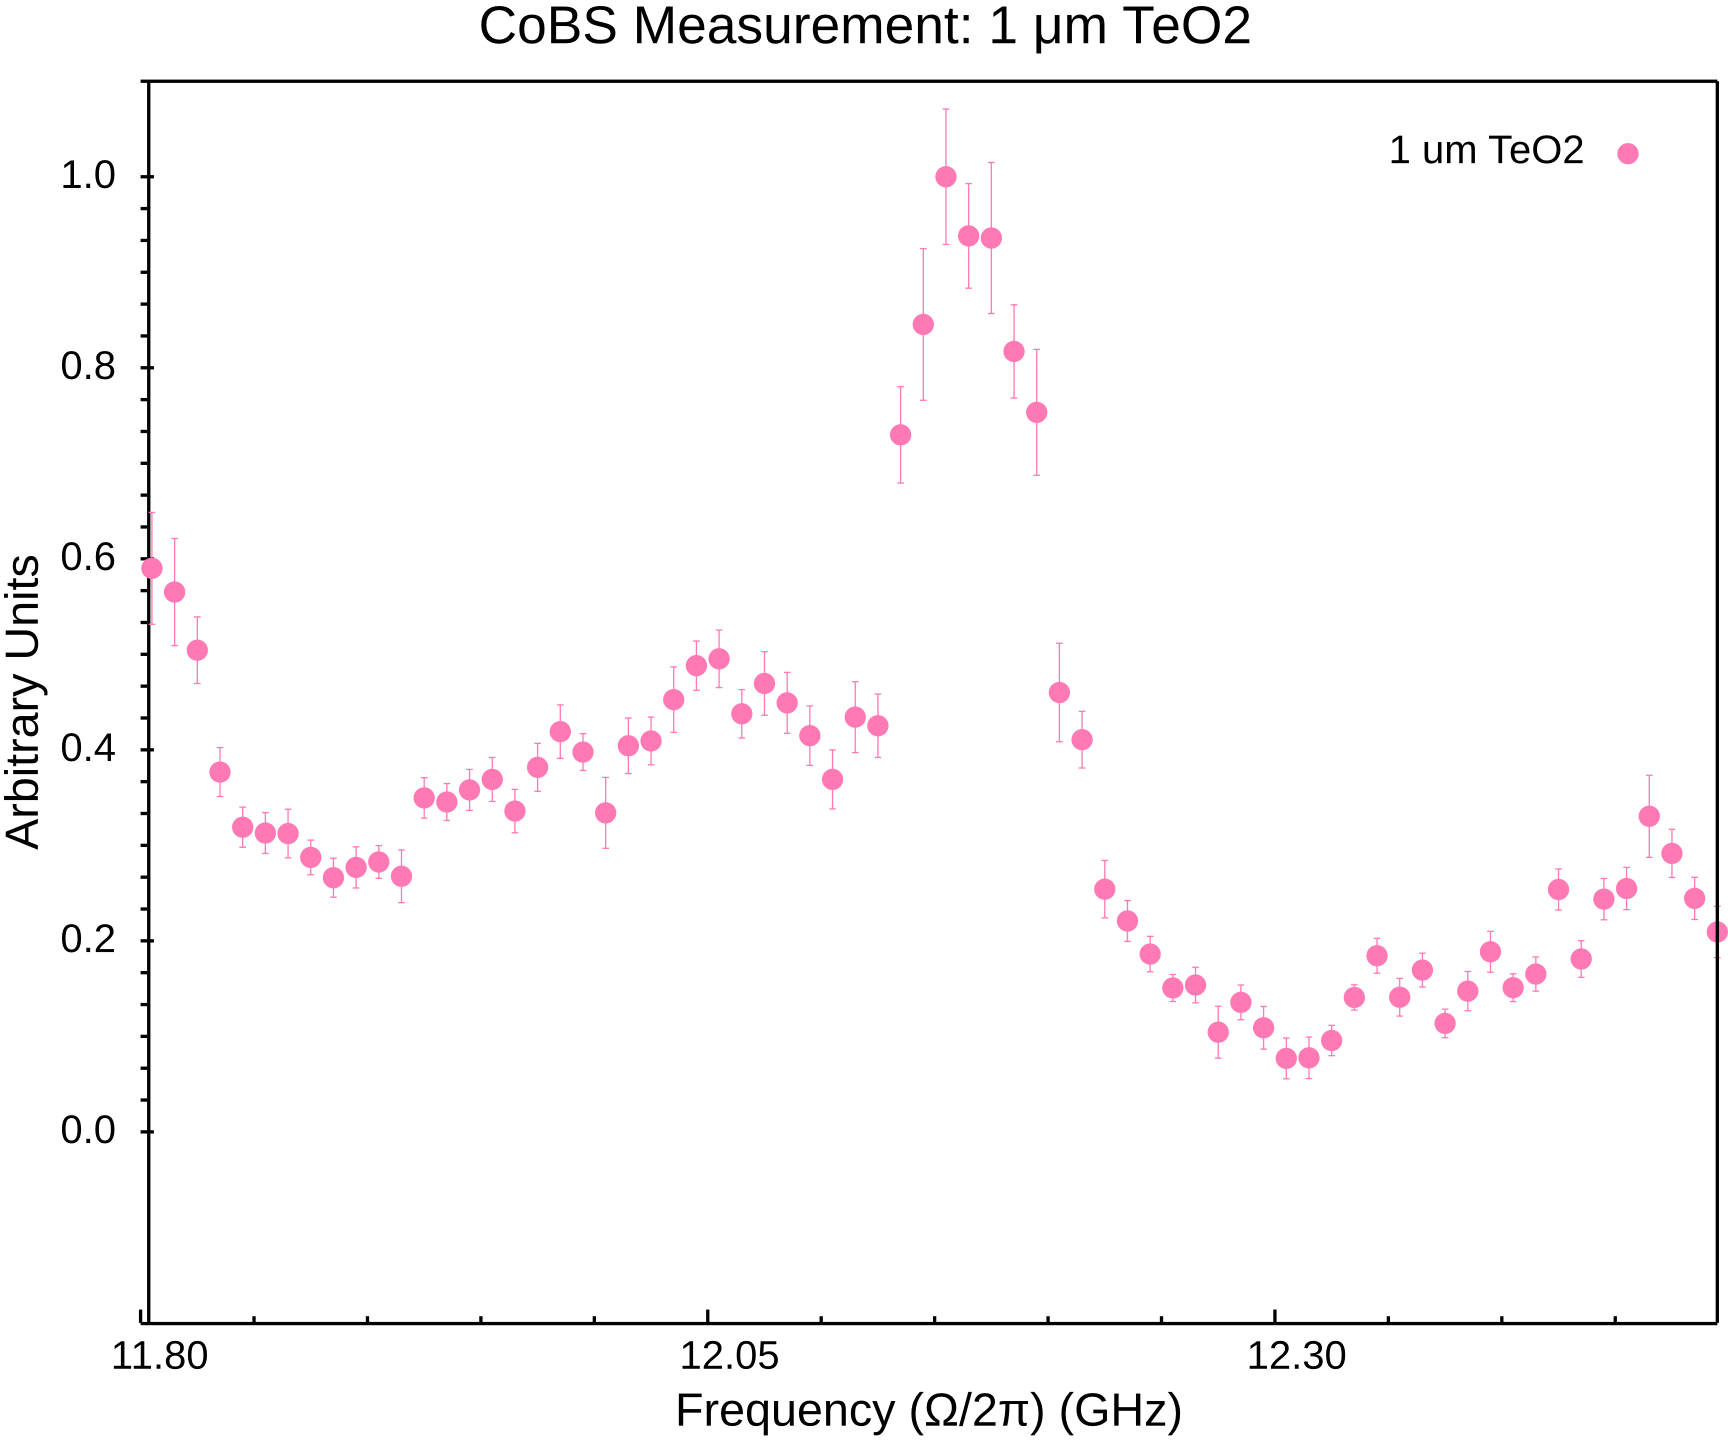 CoBS Measurement: 1 μm TeO2
1 um TeO2
1.0
0.8
0.6
0.4
0.2
0.0
Arbitrary Units
11.80 12.05 12.30
Frequency (Ω/2π) (GHz)